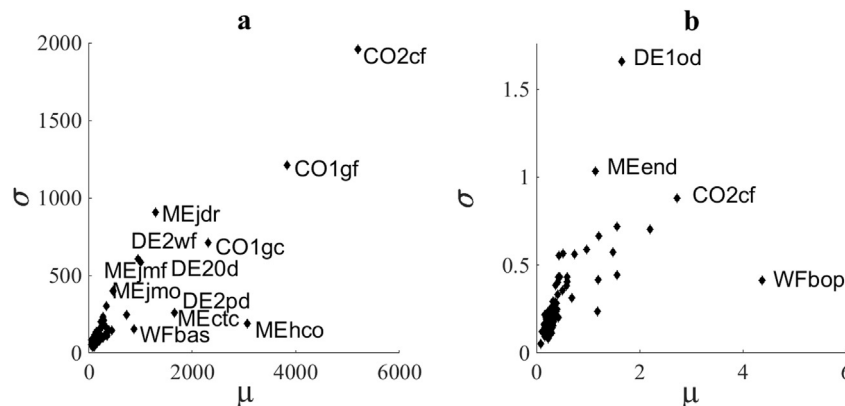 a
2000
1500
1000
500
0
σ
CO2cf
CO1gf
MEjdr
CO1gc
DE2wf
DE20d
MEjmf
MEjmo
DE2pd
MEctc
MEhco
WFbas
0
2000
4000
6000
μ
b
1.5
1
0.5
0
σ
DE1od
MEend
CO2cf
WFbop
0
2
4
6
μ